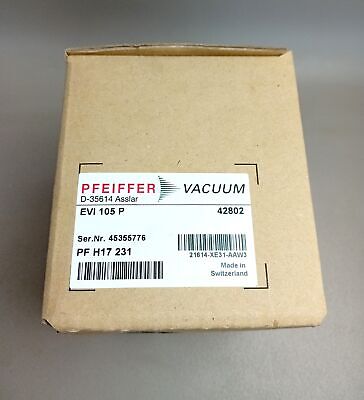 PFEIFFER VACUUM
D-35614 Asslar
EVI 105 P 42802
Ser.Nr. 45355776
PF H17 231 21614-XE31-AAW3
Made in
Switzerland